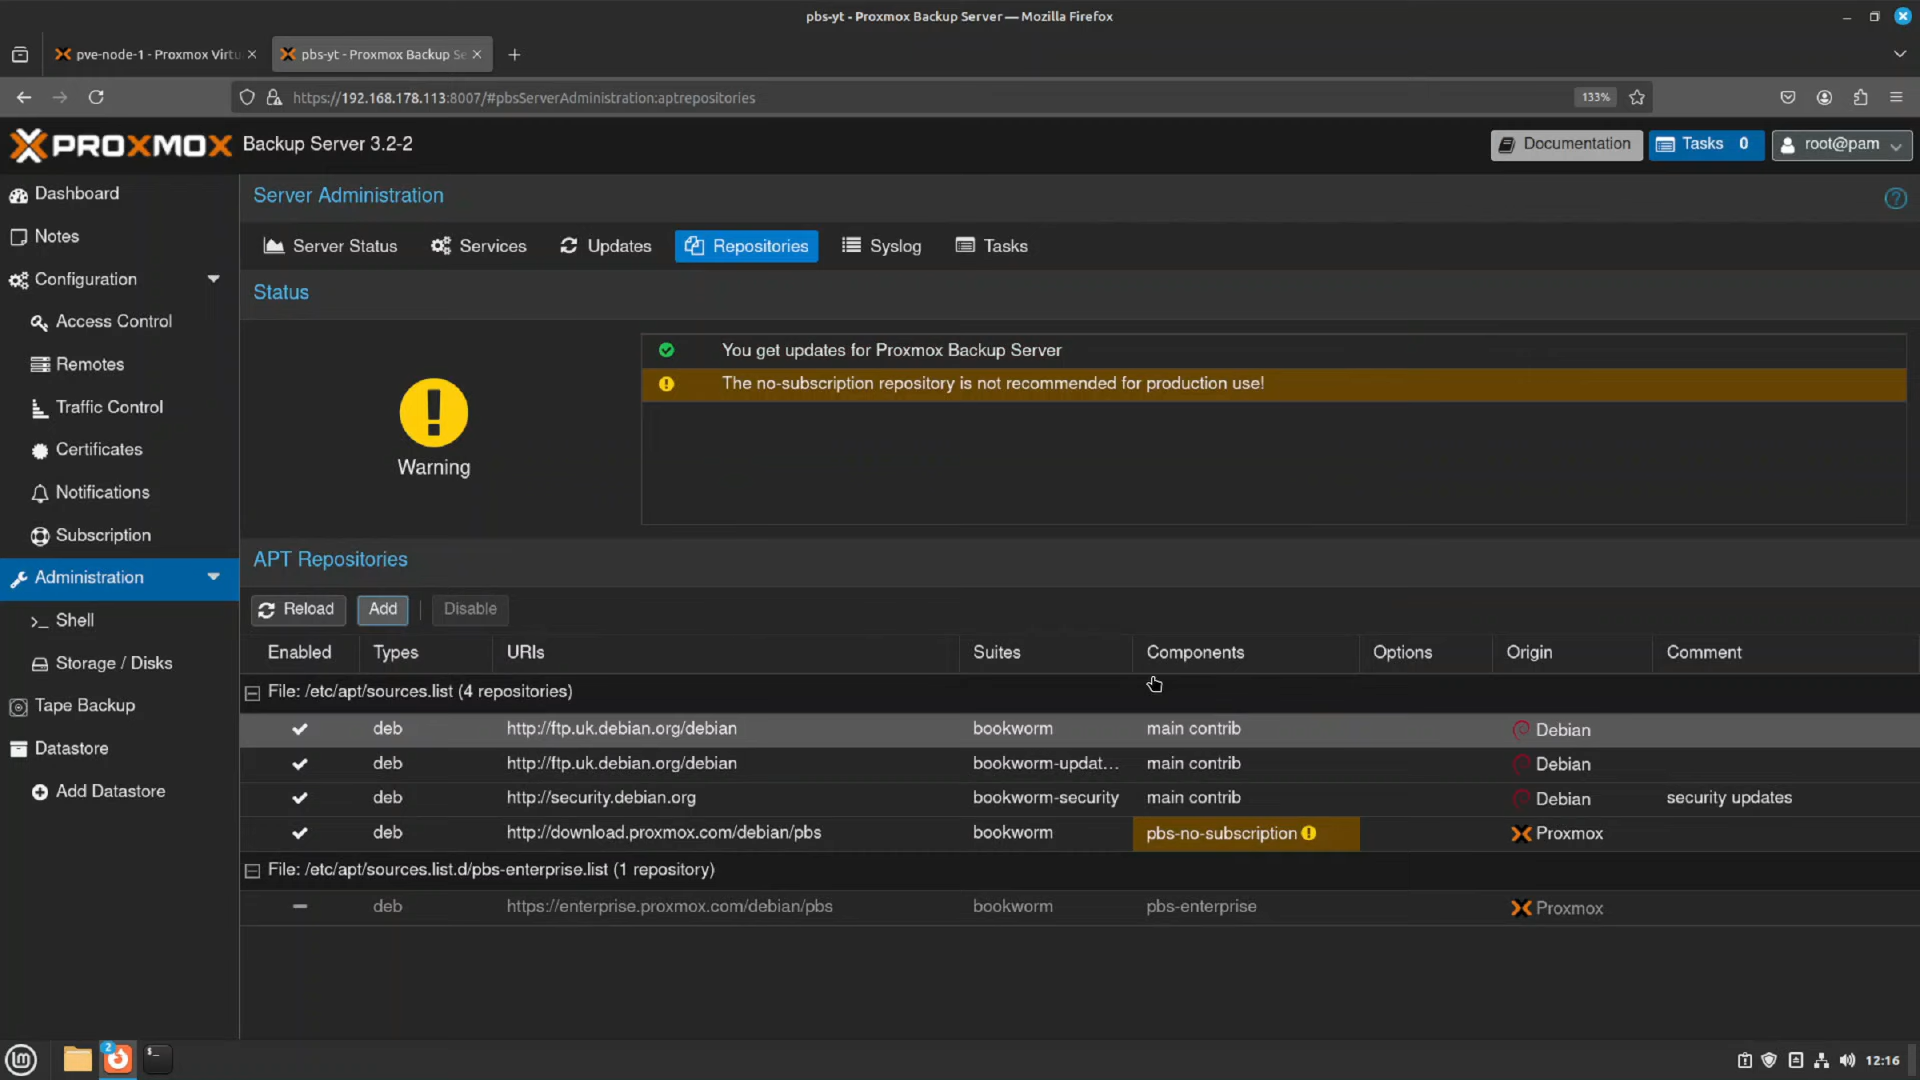 pbs-yt - Proxmox Backup Server — Mozilla Firefox
pve-node-1 - Proxmox Virtu
pbs-yt - Proxmox Backup Se
https://192.168.178.113:8007/#pbsServerAdministration:aptrepositories
133%
PROXMOX Backup Server 3.2-2
Documentation
Tasks 0
root@pam
Dashboard
Notes
Configuration
Access Control
Remotes
Traffic Control
Certificates
Notifications
Subscription
Administration
Shell
Storage / Disks
Tape Backup
Datastore
Add Datastore
Server Administration
Server Status Services Updates Repositories Syslog Tasks
Status
Warning
You get updates for Proxmox Backup Server
The no-subscription repository is not recommended for production use!
APT Repositories
Reload Add Disable
Enabled Types URIs Suites Components Options Origin Comment
File: /etc/apt/sources.list (4 repositories)
deb http://ftp.uk.debian.org/debian bookworm main contrib Debian
deb http://ftp.uk.debian.org/debian bookworm-updat... main contrib Debian
deb http://security.debian.org bookworm-security main contrib Debian security updates
deb http://download.proxmox.com/debian/pbs bookworm pbs-no-subscription Proxmox
File: /etc/apt/sources.list.d/pbs-enterprise.list (1 repository)
deb https://enterprise.proxmox.com/debian/pbs bookworm pbs-enterprise Proxmox
2
12:16